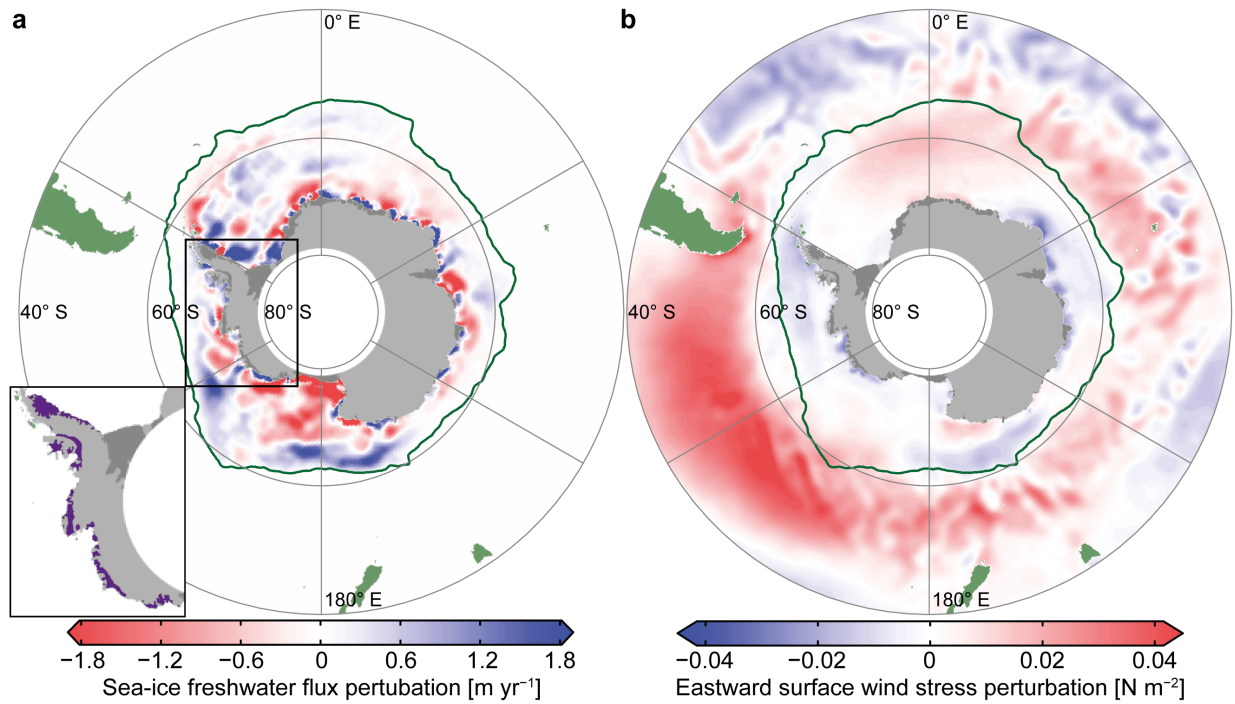 a
0° E
40° S
60° S
80° S
180° E
−1.8 −1.2 −0.6 0 0.6 1.2 1.8
Sea-ice freshwater flux pertubation [m yr⁻¹]
b
0° E
40° S
60° S
80° S
180° E
−0.04 −0.02 0 0.02 0.04
Eastward surface wind stress perturbation [N m⁻²]